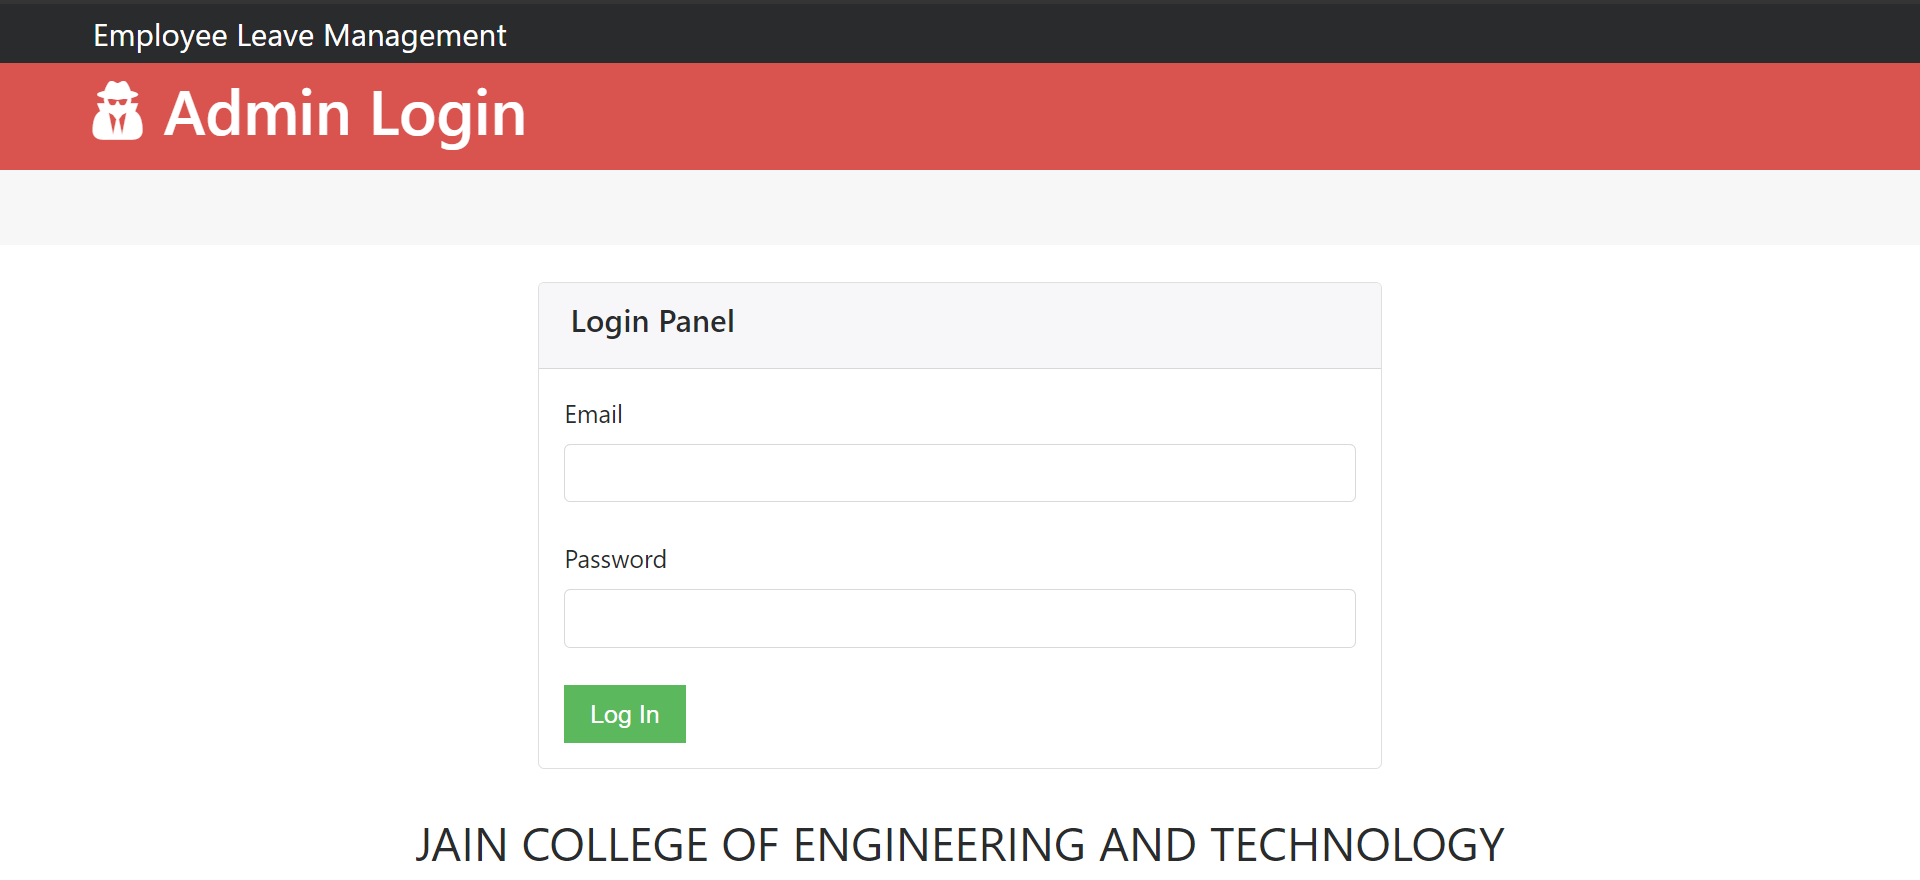 Employee Leave Management
Admin Login
Login Panel
Email
Password
Log In
JAIN COLLEGE OF ENGINEERING AND TECHNOLOGY